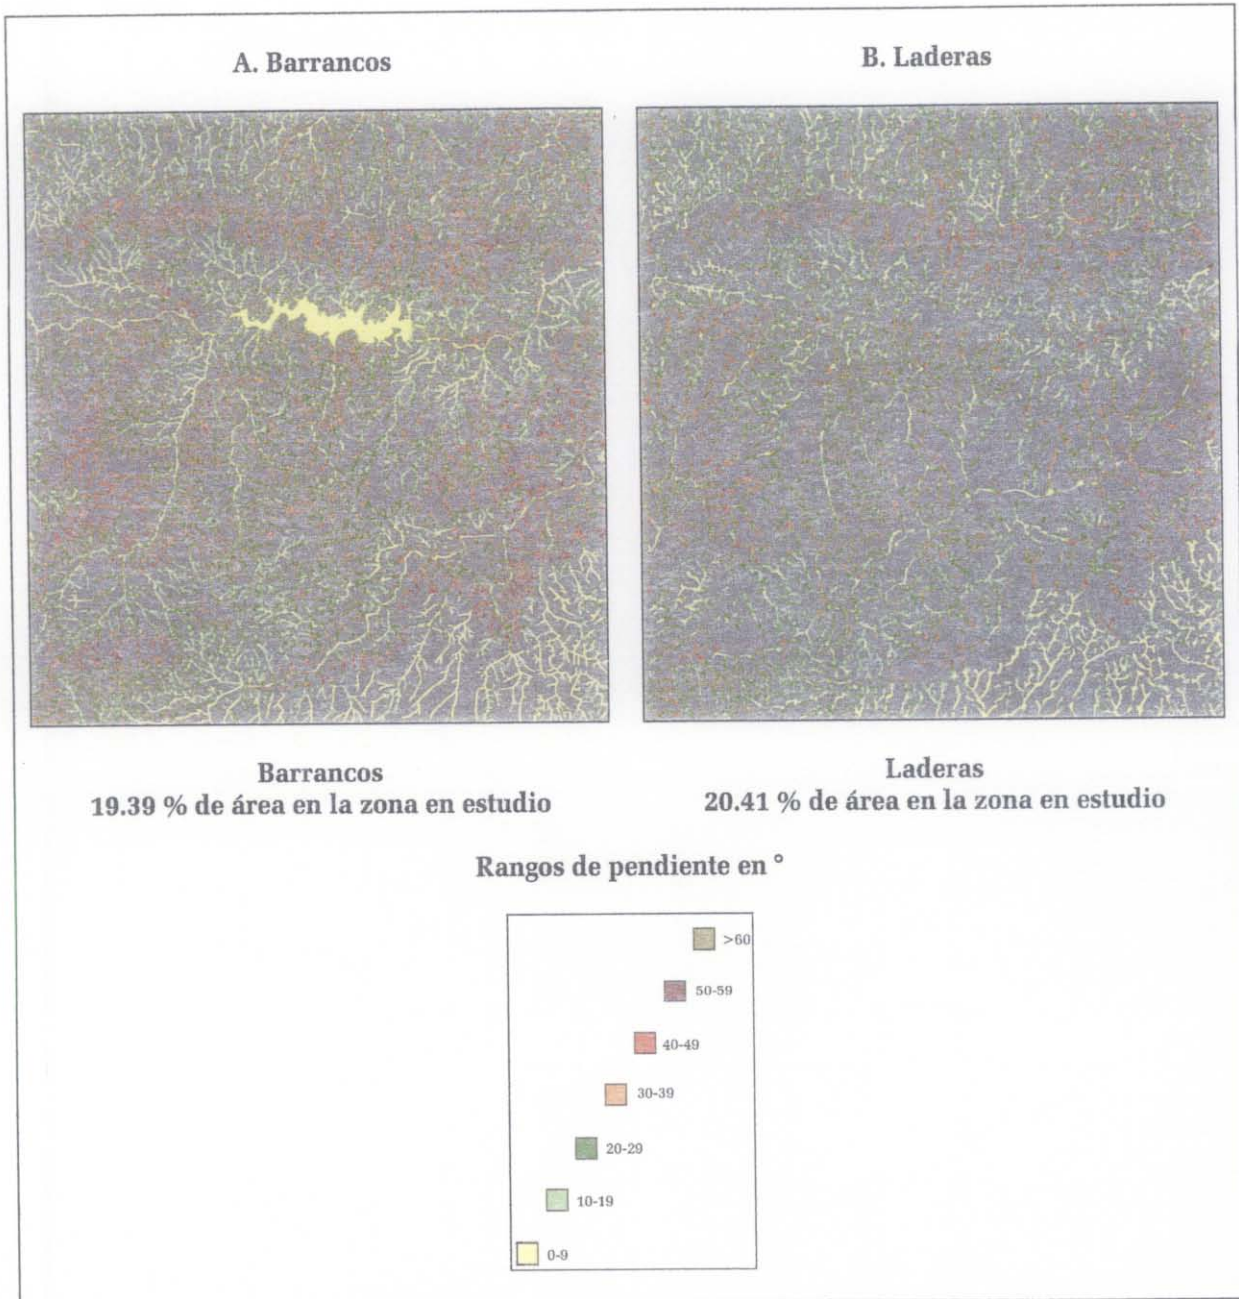 A. Barrancos
B. Laderas
Barrancos
19.39 % de área en la zona en estudio
Laderas
20.41 % de área en la zona en estudio
Rangos de pendiente en °
>60
50-59
40-49
30-39
20-29
10-19
0-9